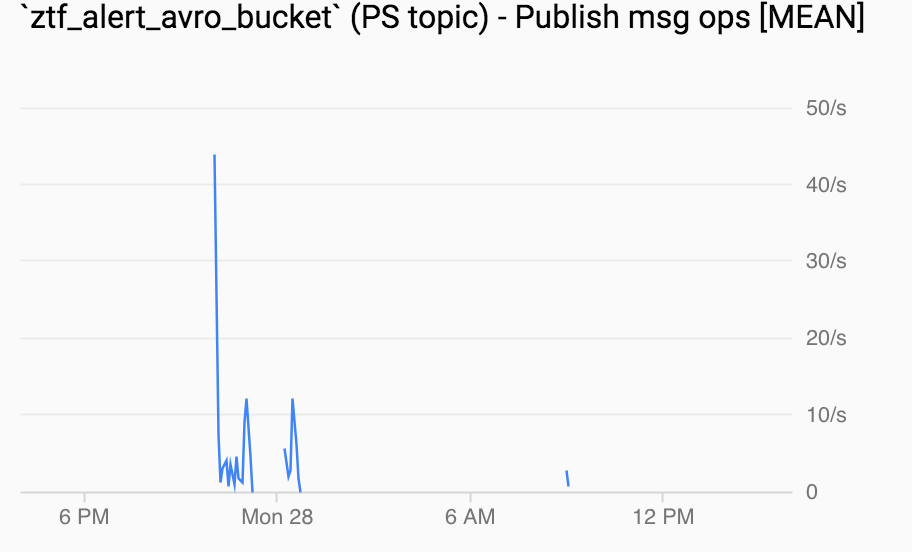 `ztf_alert_avro_bucket` (PS topic) - Publish msg ops [MEAN]
50/s
40/s
30/s
20/s
10/s
0
6 PM Mon 28 6 AM 12 PM